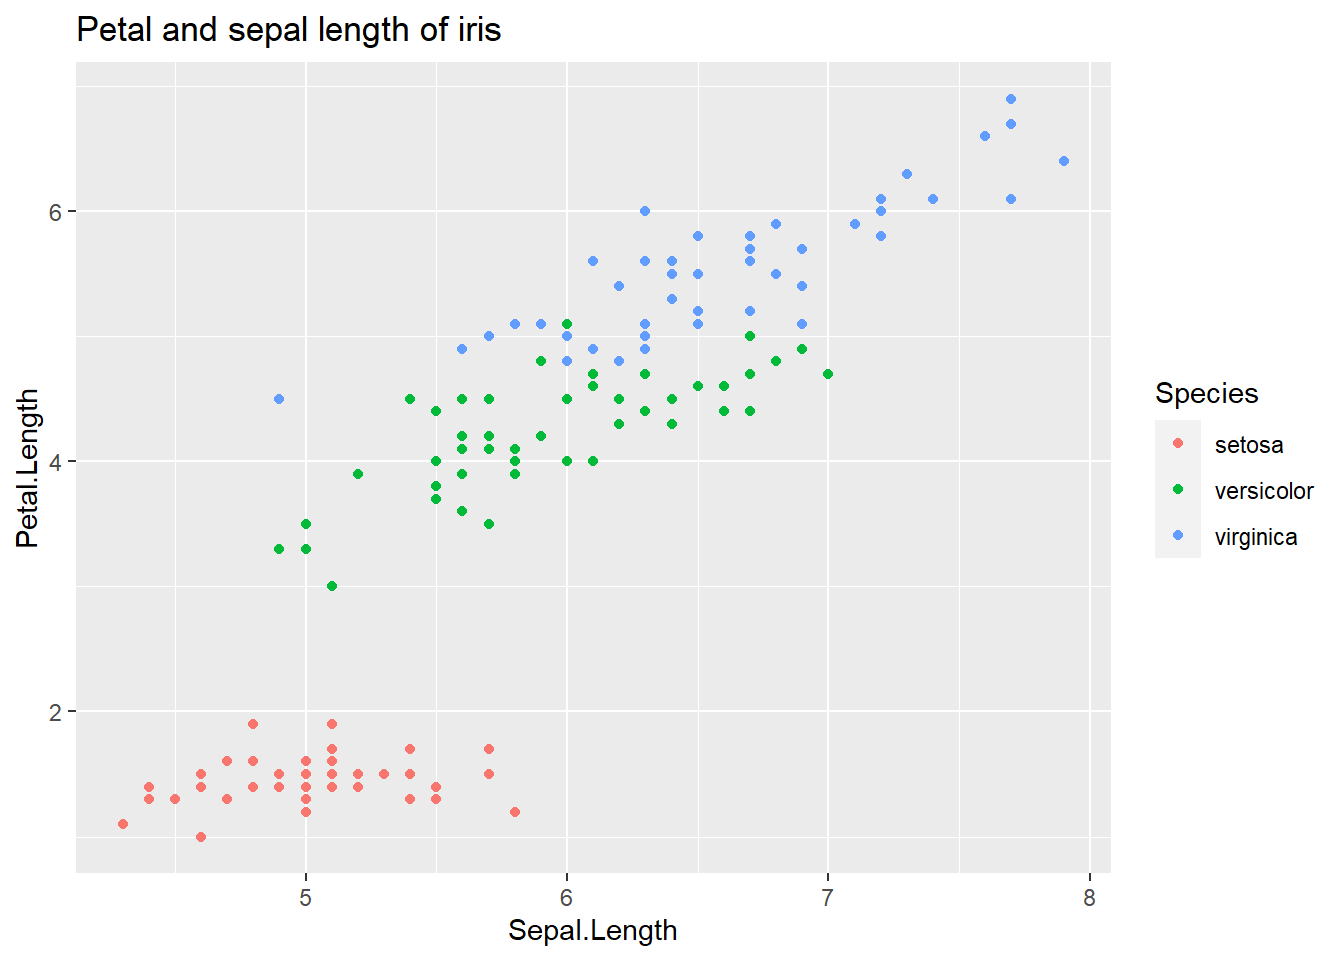 Petal and sepal length of iris
6
4
2
Petal.Length
5 6 7 8
Sepal.Length
Species
setosa
versicolor
virginica